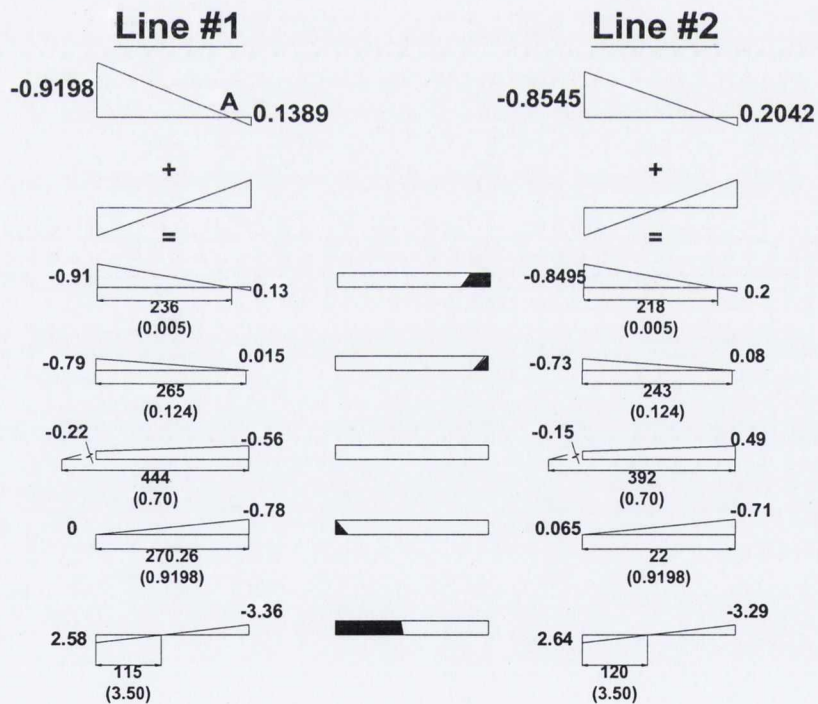 Line #1 Line #2
-0.9198 A 0.1389 -0.8545 0.2042
+ +
= =
-0.91 0.13 -0.8495 0.2
236 218
(0.005) (0.005)
-0.79 0.015 -0.73 0.08
265 243
(0.124) (0.124)
-0.22 -0.56 -0.15 0.49
444 392
(0.70) (0.70)
0 -0.78 0.065 -0.71
270.26 22
(0.9198) (0.9198)
2.58 -3.36 2.64 -3.29
115 120
(3.50) (3.50)